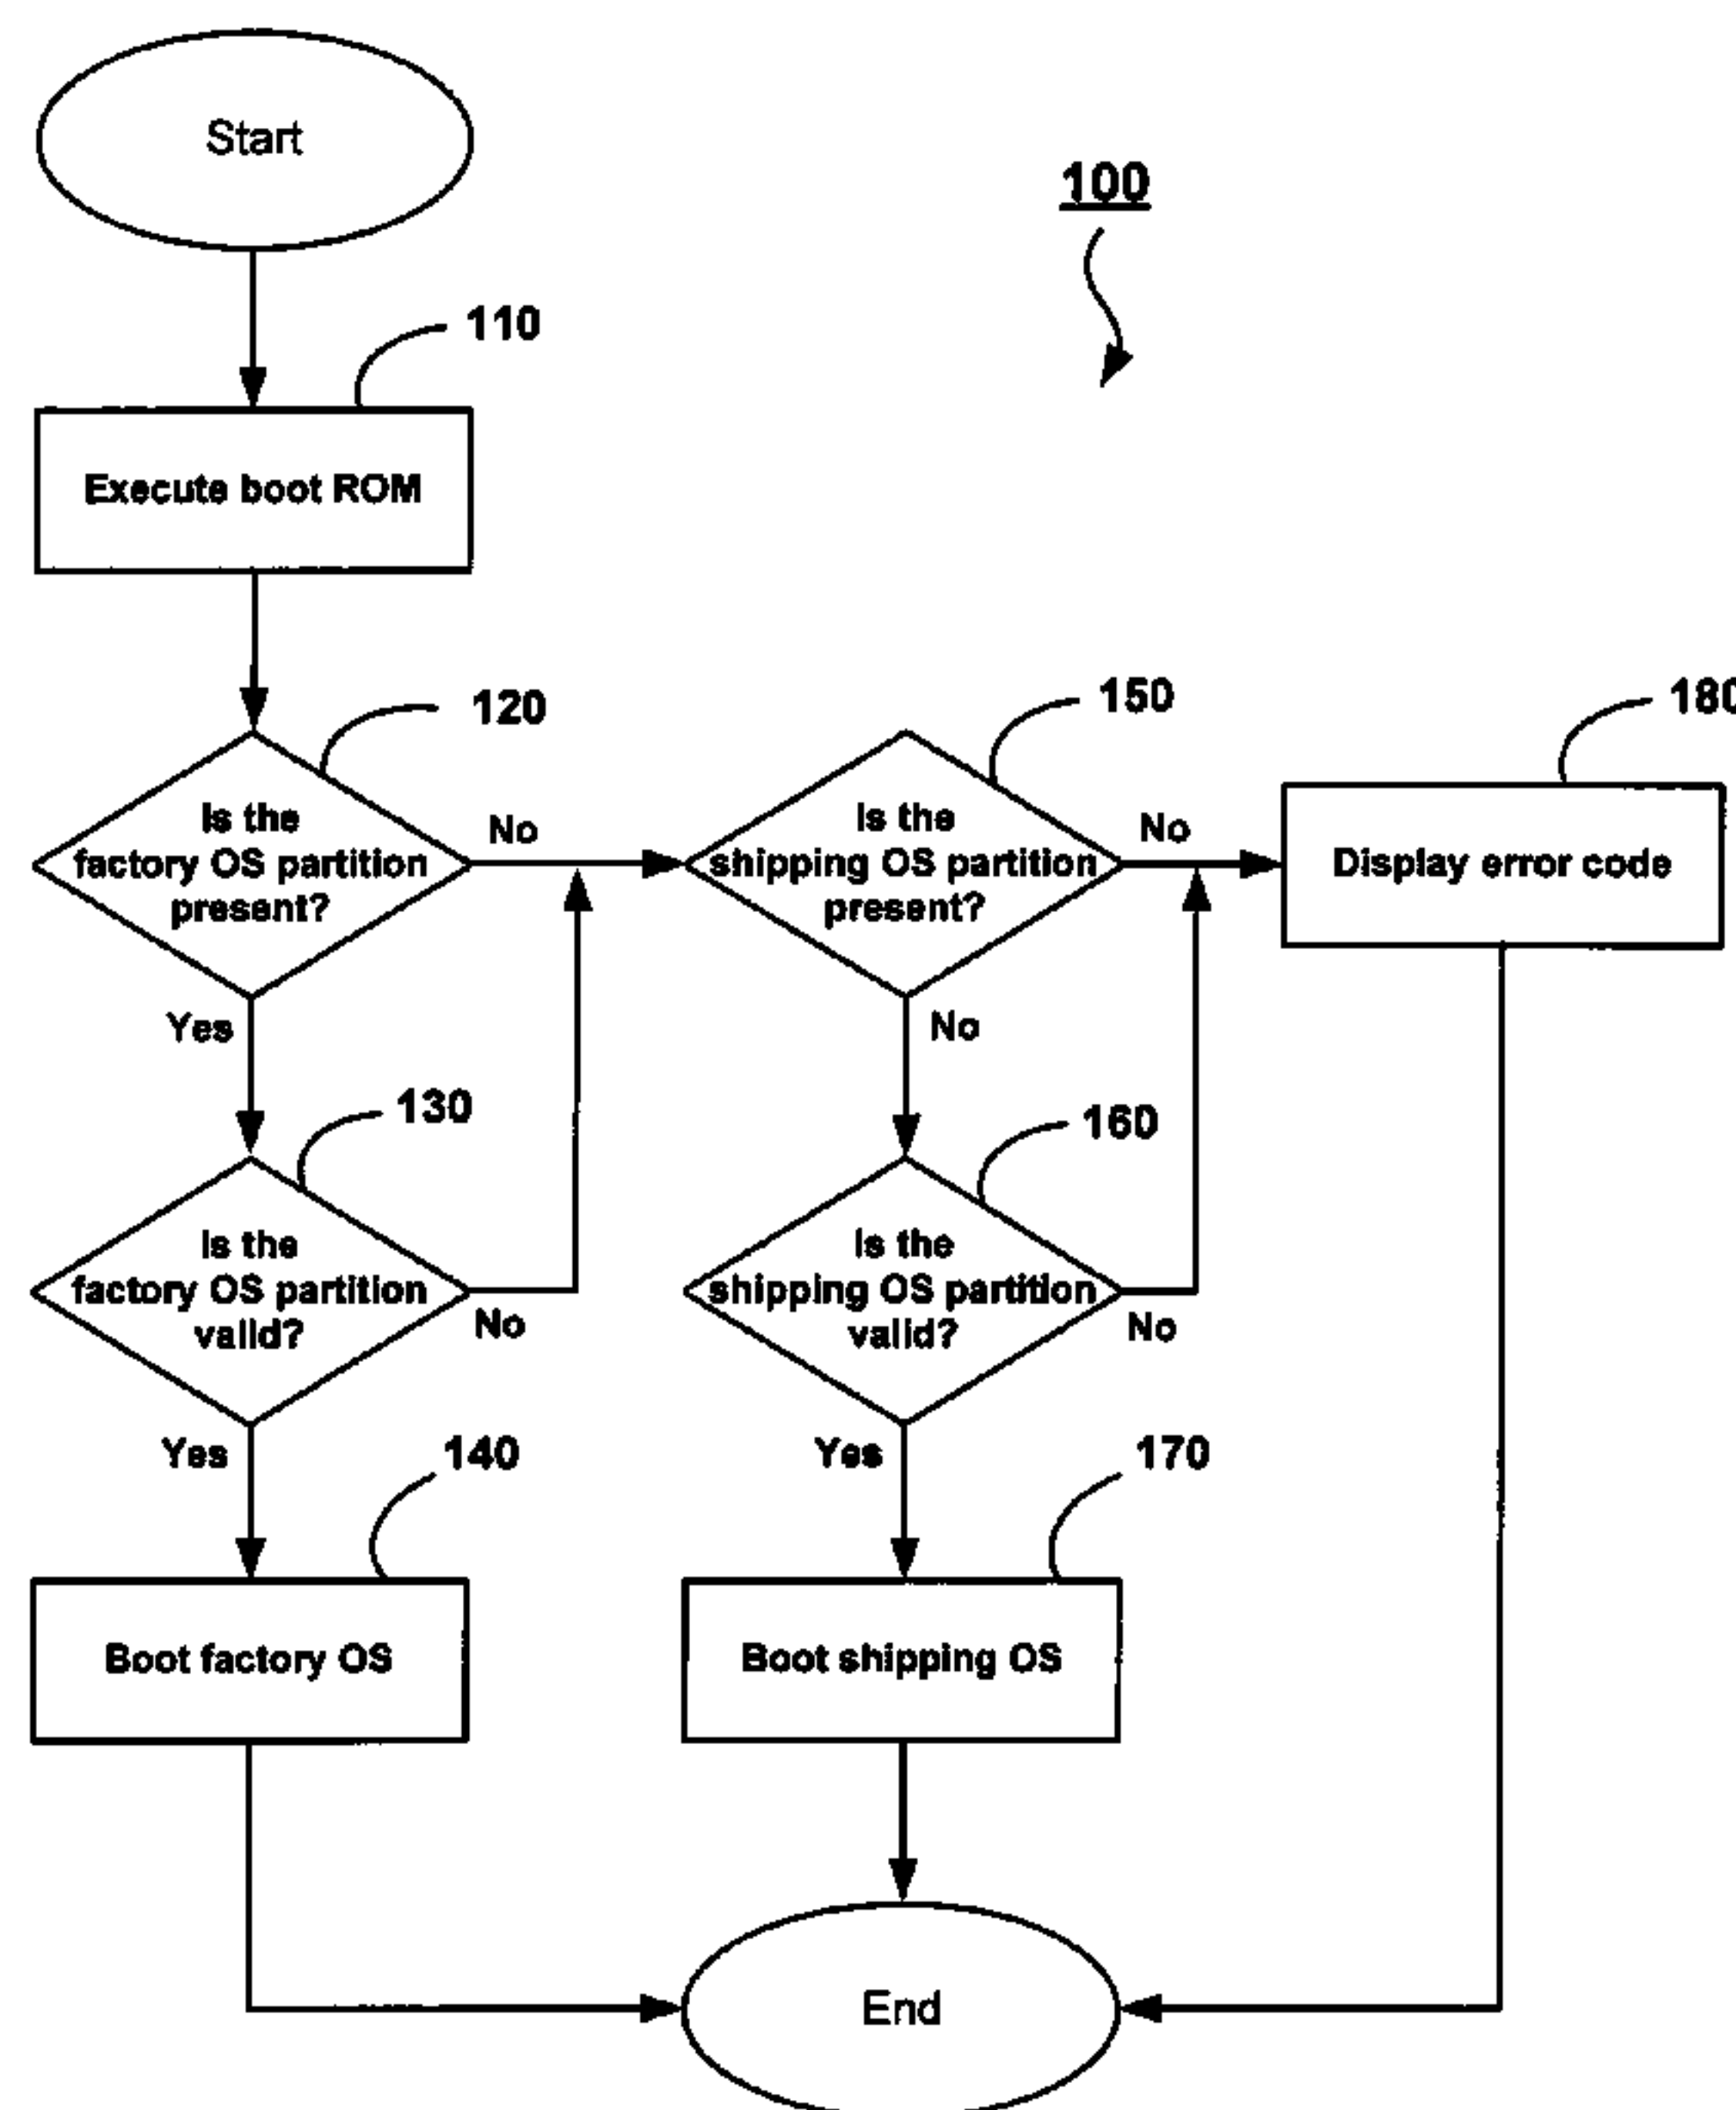 Start
100
110
Execute boot ROM
120
150
180
Is the
factory OS partition
present?
No
Is the
shipping OS partition
present?
No
Display error code
Yes
No
130
160
Is the
factory OS partition
valid?
No
Is the
shipping OS partition
valid?
No
Yes
140
Yes
170
Boot factory OS
Boot shipping OS
End